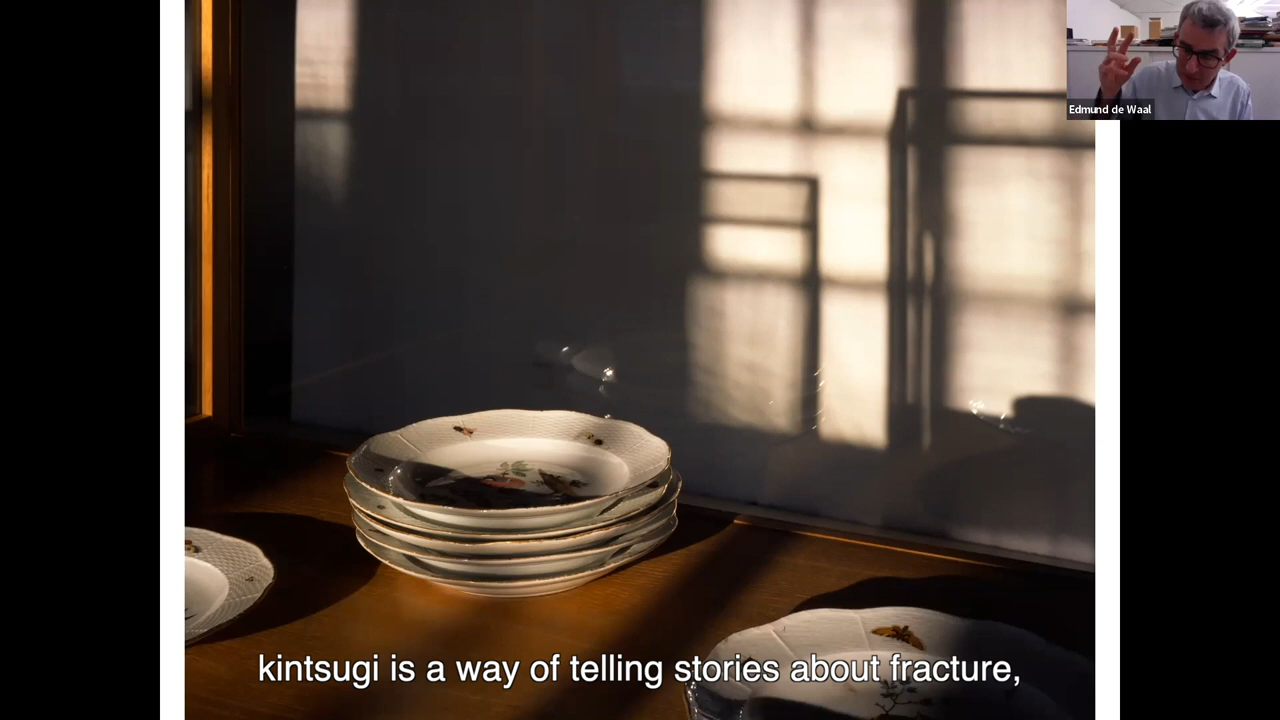 Edmund de Waal
kintsugi is a way of telling stories about fracture,